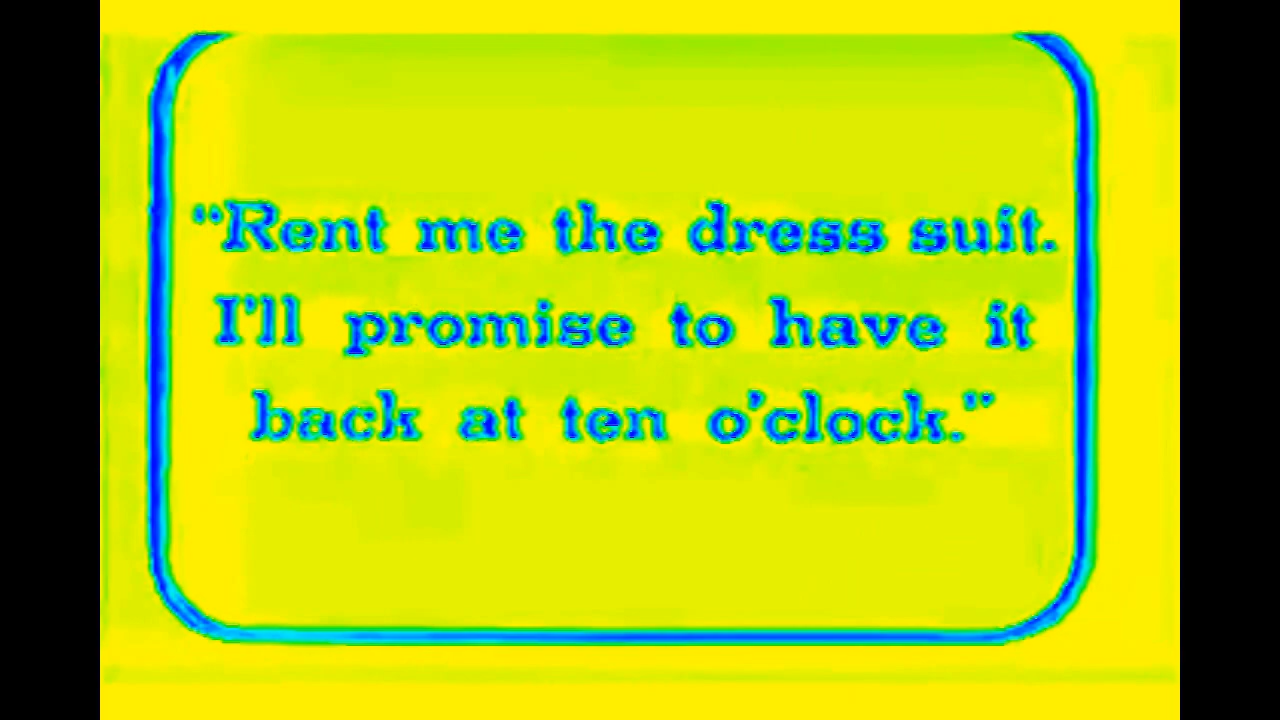 “Rent me the dress suit.
I'll promise to have it
back at ten o'clock.”